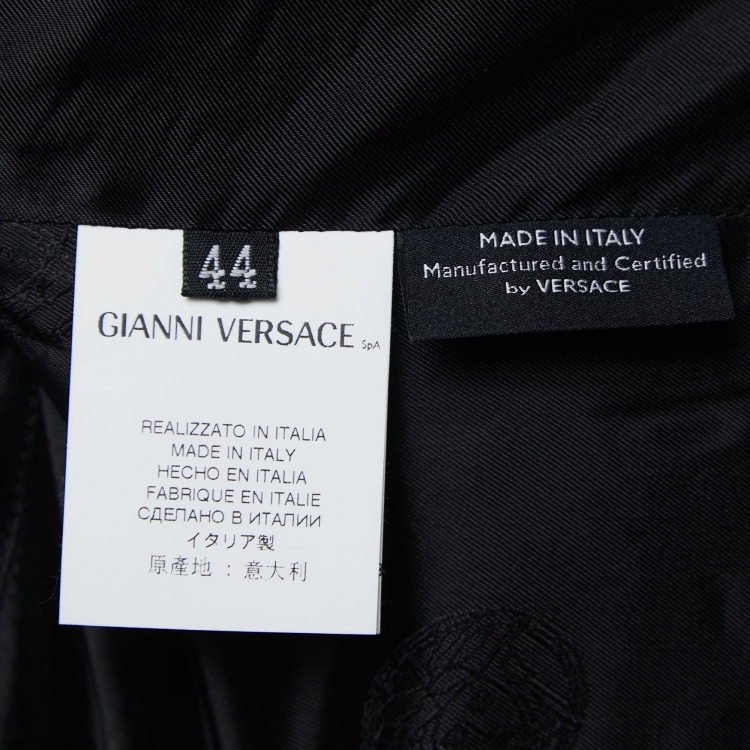 44
GIANNI VERSACE SpA
REALIZZATO IN ITALIA
MADE IN ITALY
HECHO EN ITALIA
FABRIQUE EN ITALIE
СДЕЛАНО В ИТАЛИИ
イタリア製
原產地 : 意大利
MADE IN ITALY
Manufactured and Certified
by VERSACE